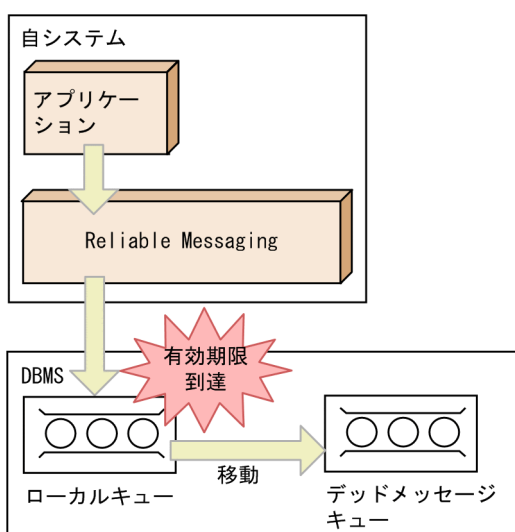 自システム
アプリケー
ション
Reliable Messaging
有効期限
到達
DBMS
移動
ローカルキュー
デッドメッセージ
キュー